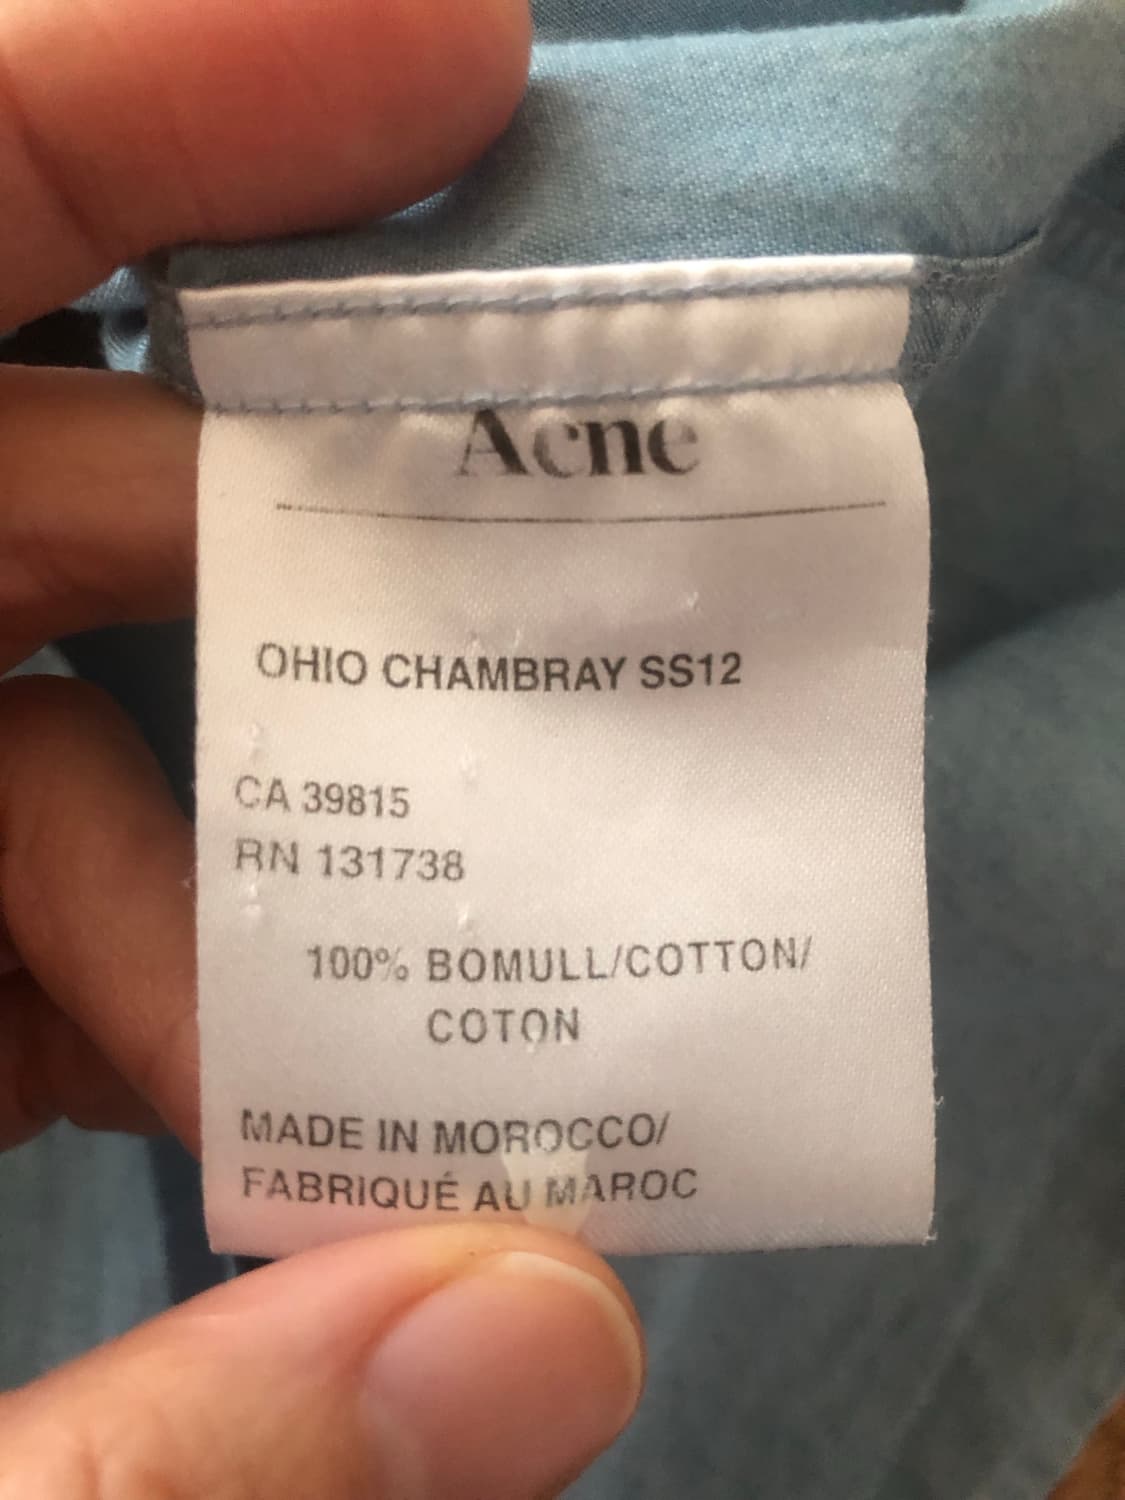 Acne
OHIO CHAMBRAY SS12
CA 39815
RN 131738
100% BOMULL/COTTON/
COTON
MADE IN MOROCCO/
FABRIQUÉ AU MAROC